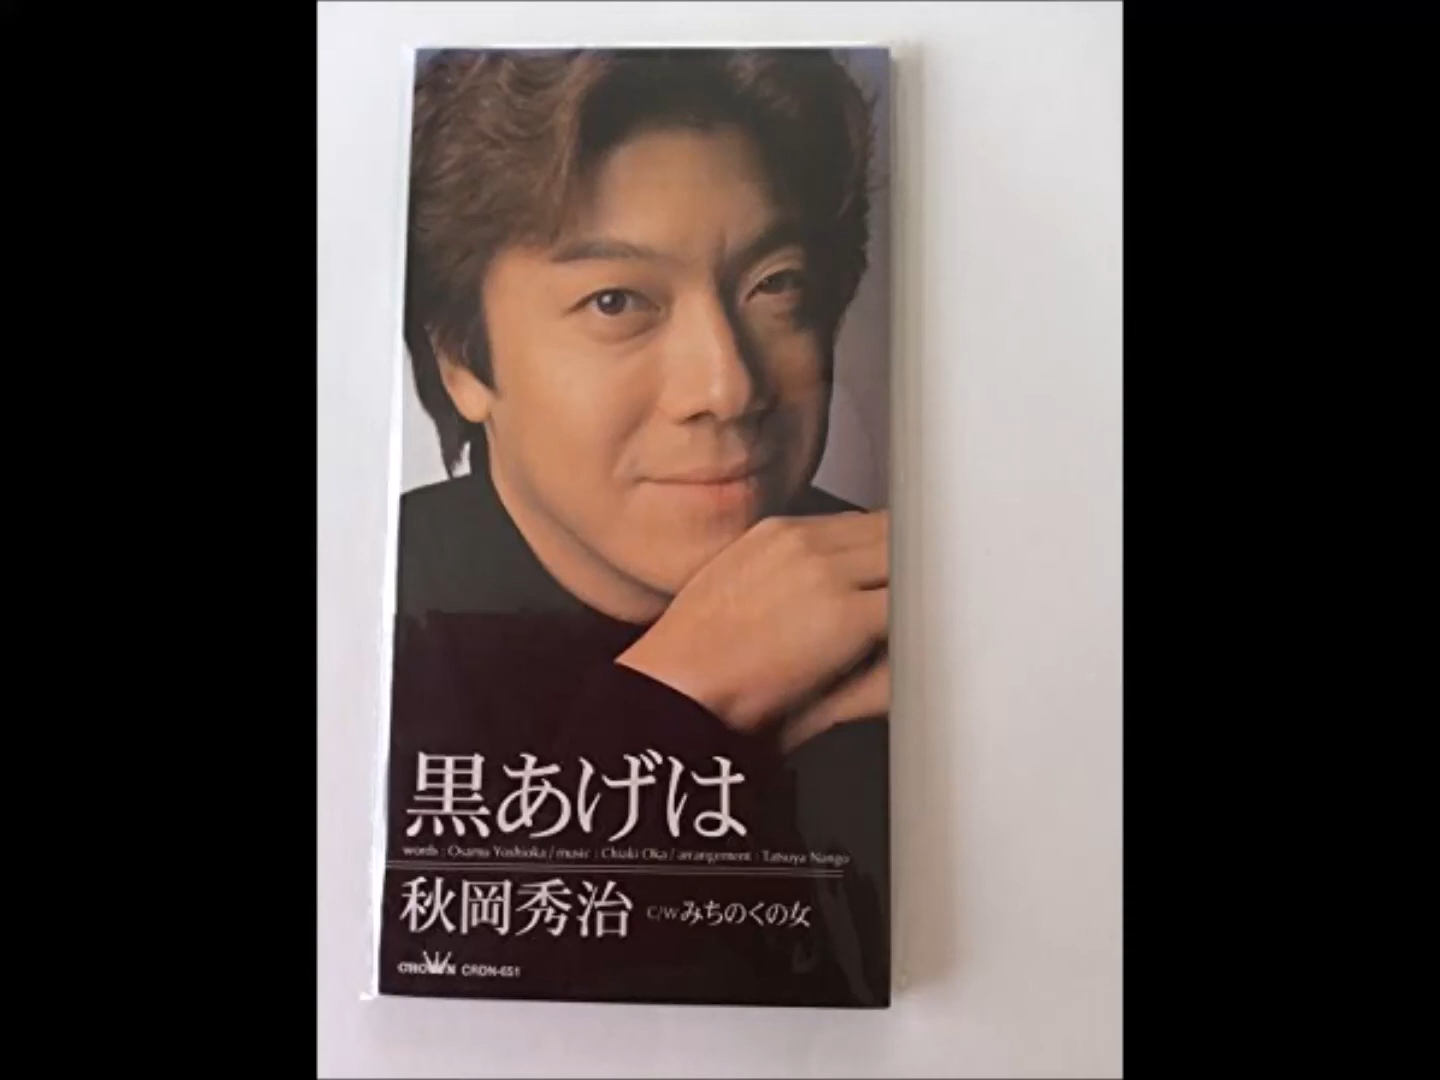 黒あげは
words : Osamu Yoshioka / music : Chiaki Oka / arrangement : Tatsuya Nango
秋岡秀治 C/W みちのくの女
CROWN CRDN-651